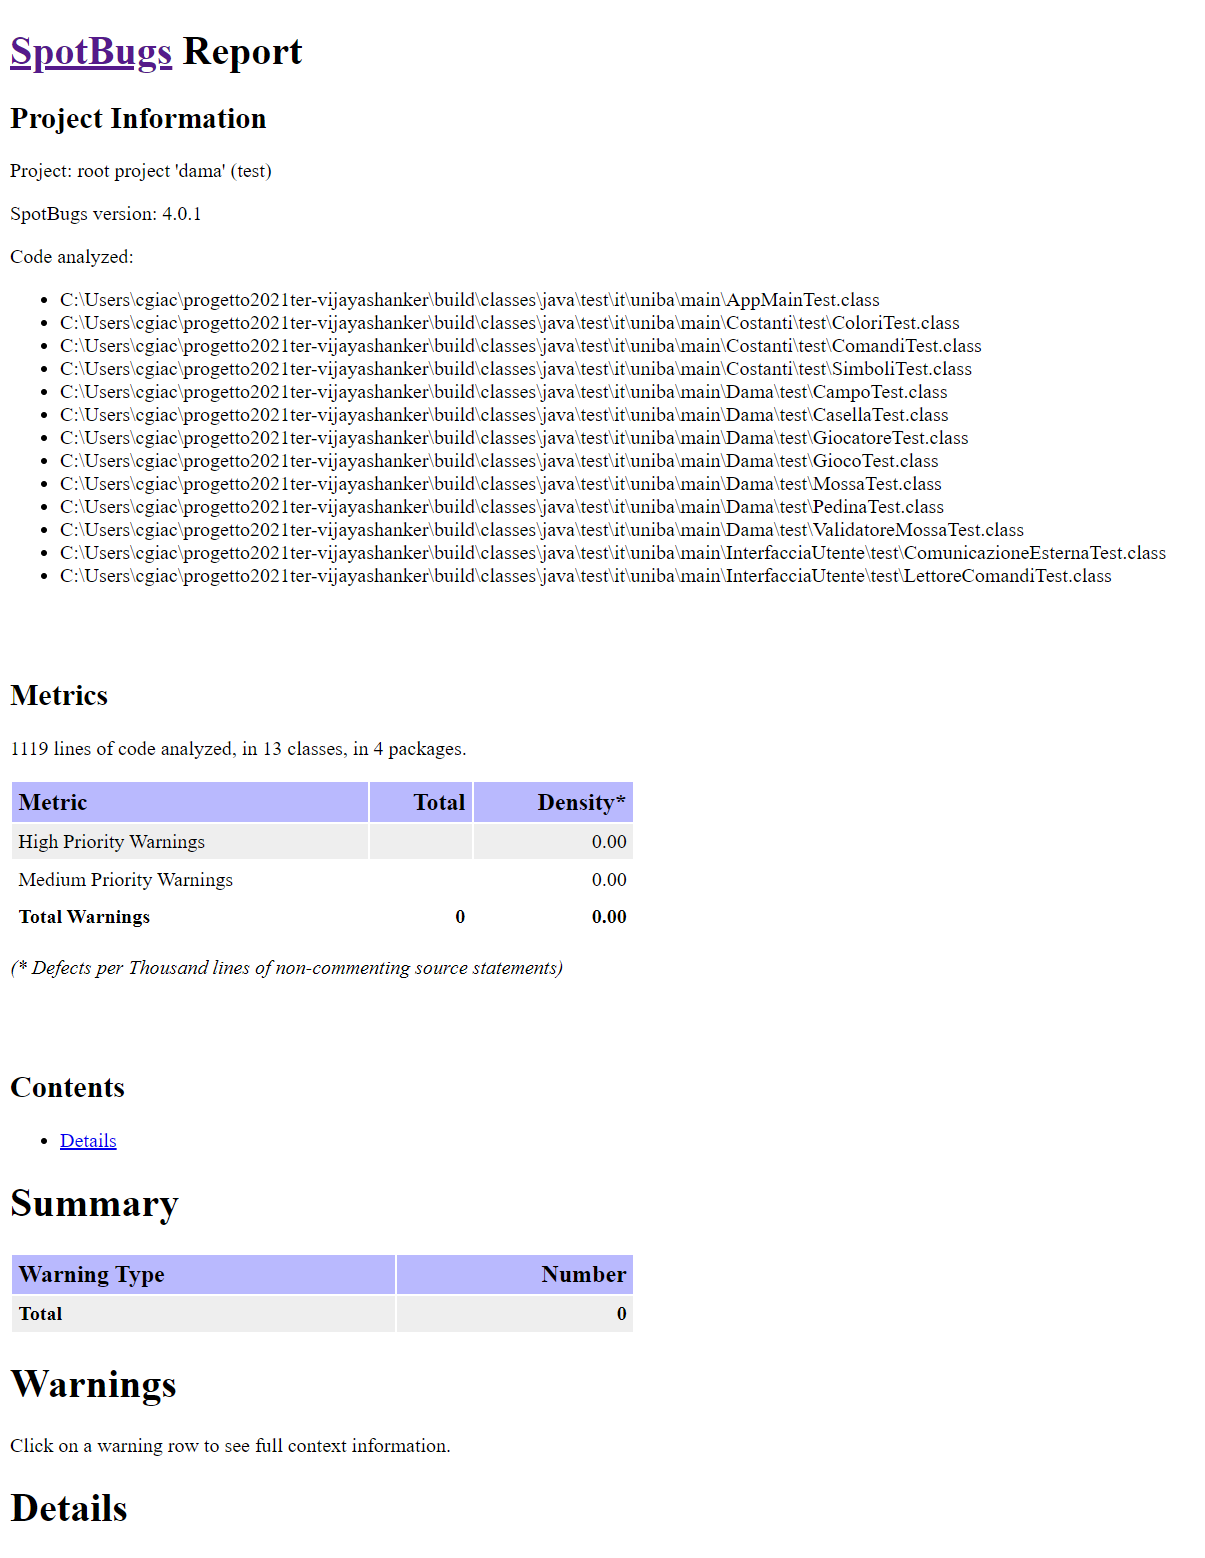 SpotBugs Report
Project Information
Project: root project 'dama' (test)
SpotBugs version: 4.0.1
Code analyzed:
• C:\Users\cgiac\progetto2021ter-vijayashanker\build\classes\java\test\it\uniba\main\AppMainTest.class
• C:\Users\cgiac\progetto2021ter-vijayashanker\build\classes\java\test\it\uniba\main\Costanti\test\ColoriTest.class
• C:\Users\cgiac\progetto2021ter-vijayashanker\build\classes\java\test\it\uniba\main\Costanti\test\ComandiTest.class
• C:\Users\cgiac\progetto2021ter-vijayashanker\build\classes\java\test\it\uniba\main\Costanti\test\SimboliTest.class
• C:\Users\cgiac\progetto2021ter-vijayashanker\build\classes\java\test\it\uniba\main\Dama\test\CampoTest.class
• C:\Users\cgiac\progetto2021ter-vijayashanker\build\classes\java\test\it\uniba\main\Dama\test\CasellaTest.class
• C:\Users\cgiac\progetto2021ter-vijayashanker\build\classes\java\test\it\uniba\main\Dama\test\GiocatoreTest.class
• C:\Users\cgiac\progetto2021ter-vijayashanker\build\classes\java\test\it\uniba\main\Dama\test\GiocoTest.class
• C:\Users\cgiac\progetto2021ter-vijayashanker\build\classes\java\test\it\uniba\main\Dama\test\MossaTest.class
• C:\Users\cgiac\progetto2021ter-vijayashanker\build\classes\java\test\it\uniba\main\Dama\test\PedinaTest.class
• C:\Users\cgiac\progetto2021ter-vijayashanker\build\classes\java\test\it\uniba\main\Dama\test\ValidatoreMossaTest.class
• C:\Users\cgiac\progetto2021ter-vijayashanker\build\classes\java\test\it\uniba\main\InterfacciaUtente\test\ComunicazioneEsternaTest.class
• C:\Users\cgiac\progetto2021ter-vijayashanker\build\classes\java\test\it\uniba\main\InterfacciaUtente\test\LettoreComandiTest.class
Metrics
1119 lines of code analyzed, in 13 classes, in 4 packages.
Metric Total Density*
High Priority Warnings 0.00
Medium Priority Warnings 0.00
Total Warnings 0 0.00
(* Defects per Thousand lines of non-commenting source statements)
Contents
• Details
Summary
Warning Type Number
Total 0
Warnings
Click on a warning row to see full context information.
Details